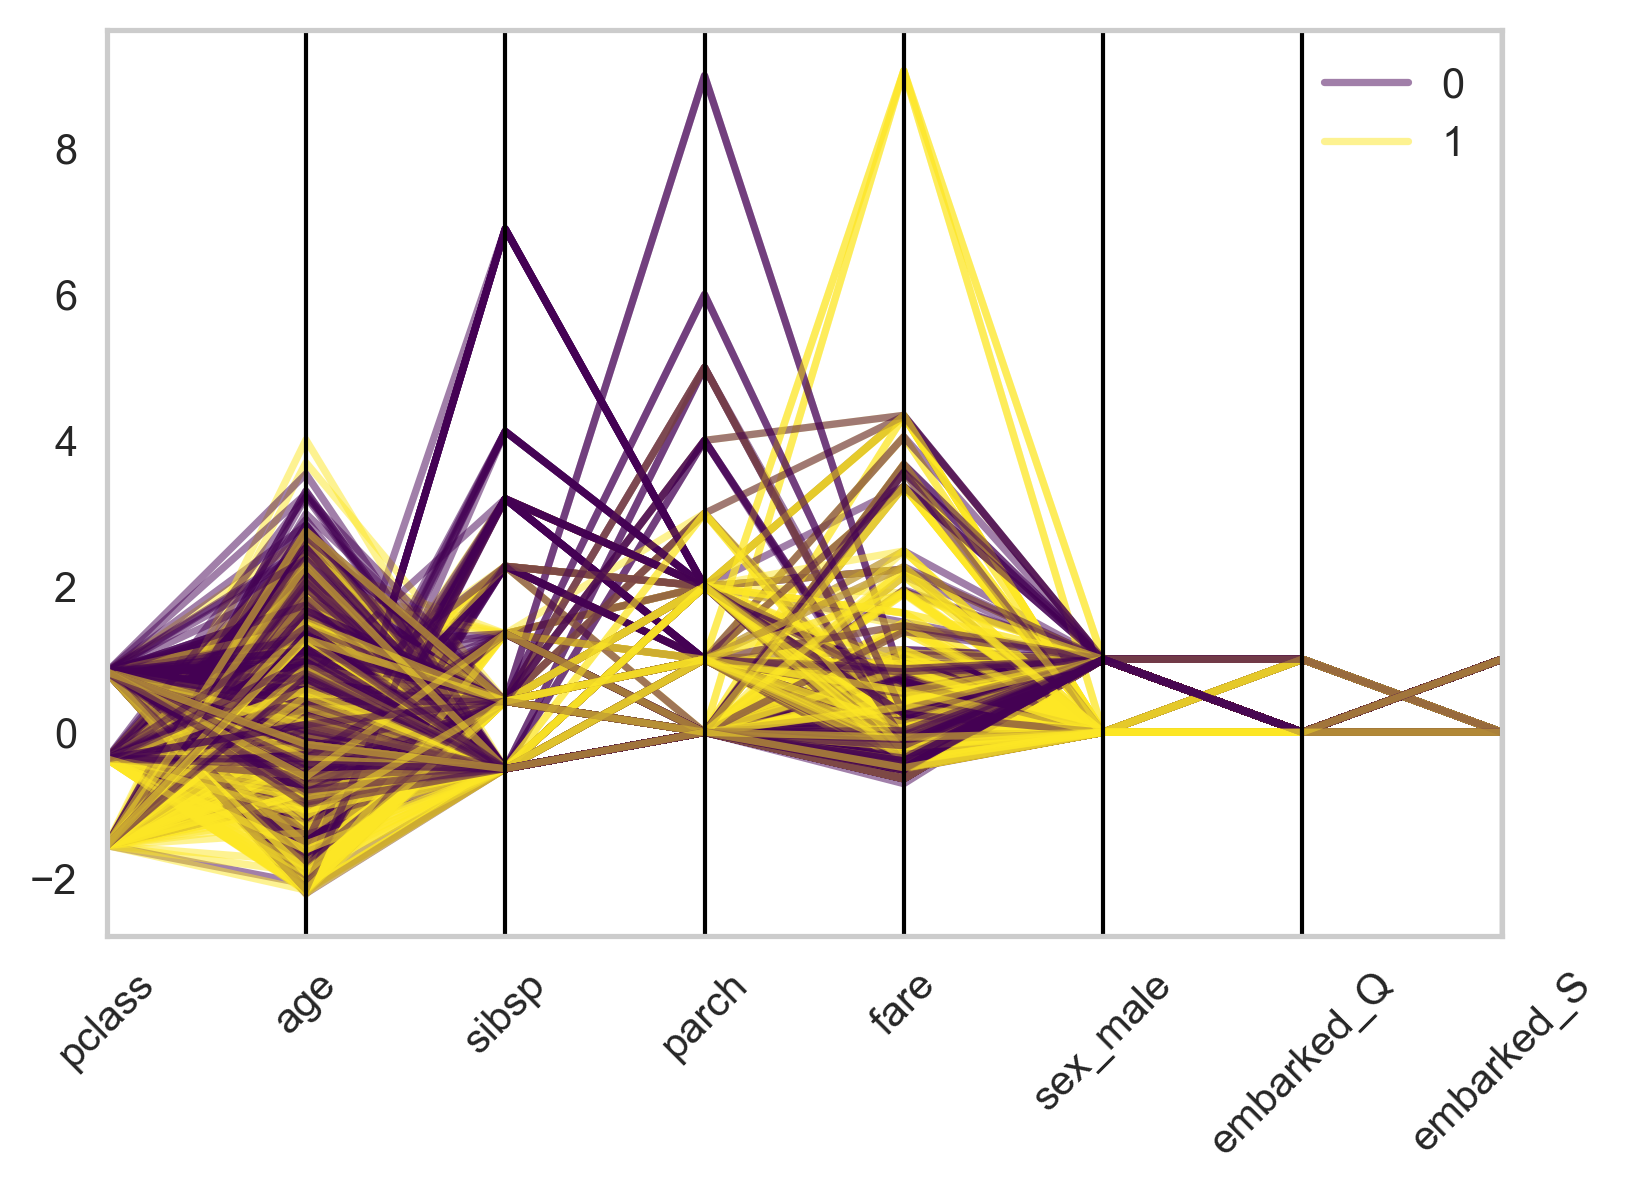 0
1
8
6
4
2
0
−2
pclass
age
sibsp
parch
fare
sex_male
embarked_Q
embarked_S